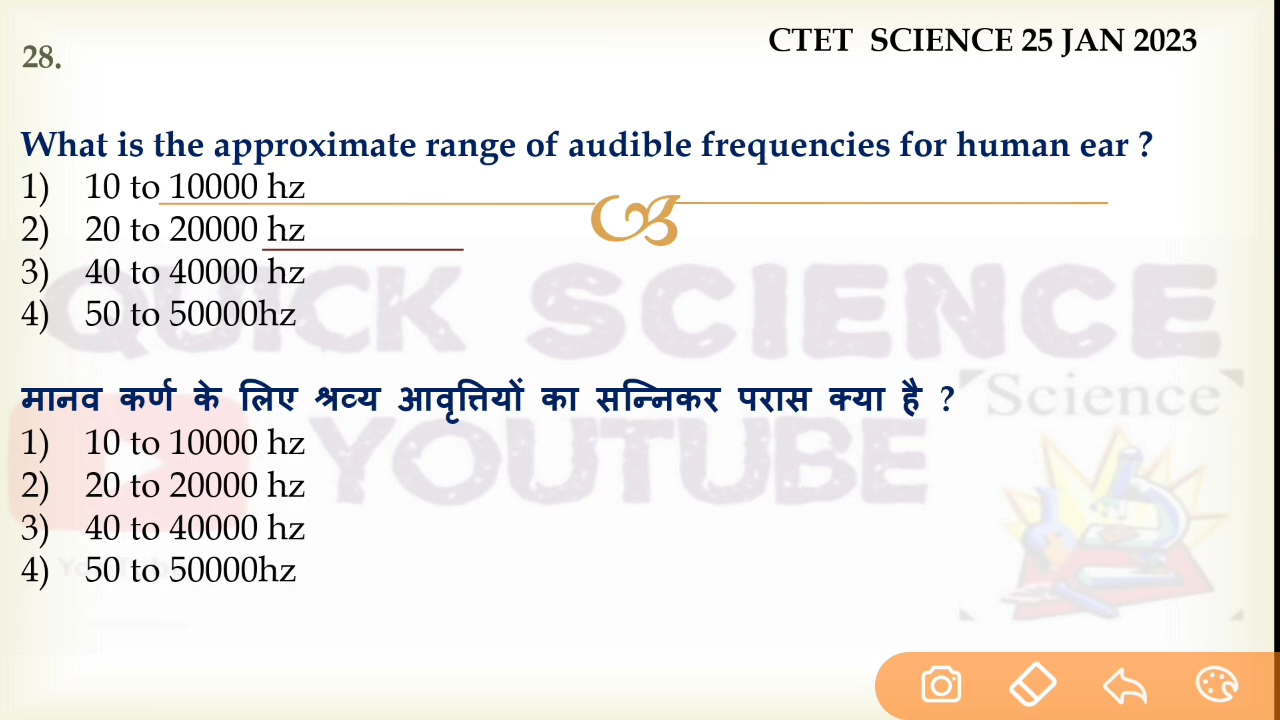 28.
CTET SCIENCE 25 JAN 2023
What is the approximate range of audible frequencies for human ear ?
1) 10 to 10000 hz
2) 20 to 20000 hz
3) 40 to 40000 hz
4) 50 to 50000hz
मानव कर्ण के लिए श्रव्य आवृत्तियों का सन्निकर परास क्या है ?
1) 10 to 10000 hz
2) 20 to 20000 hz
3) 40 to 40000 hz
4) 50 to 50000hz
QUICK SCIENCE
Science
YOUTUBE